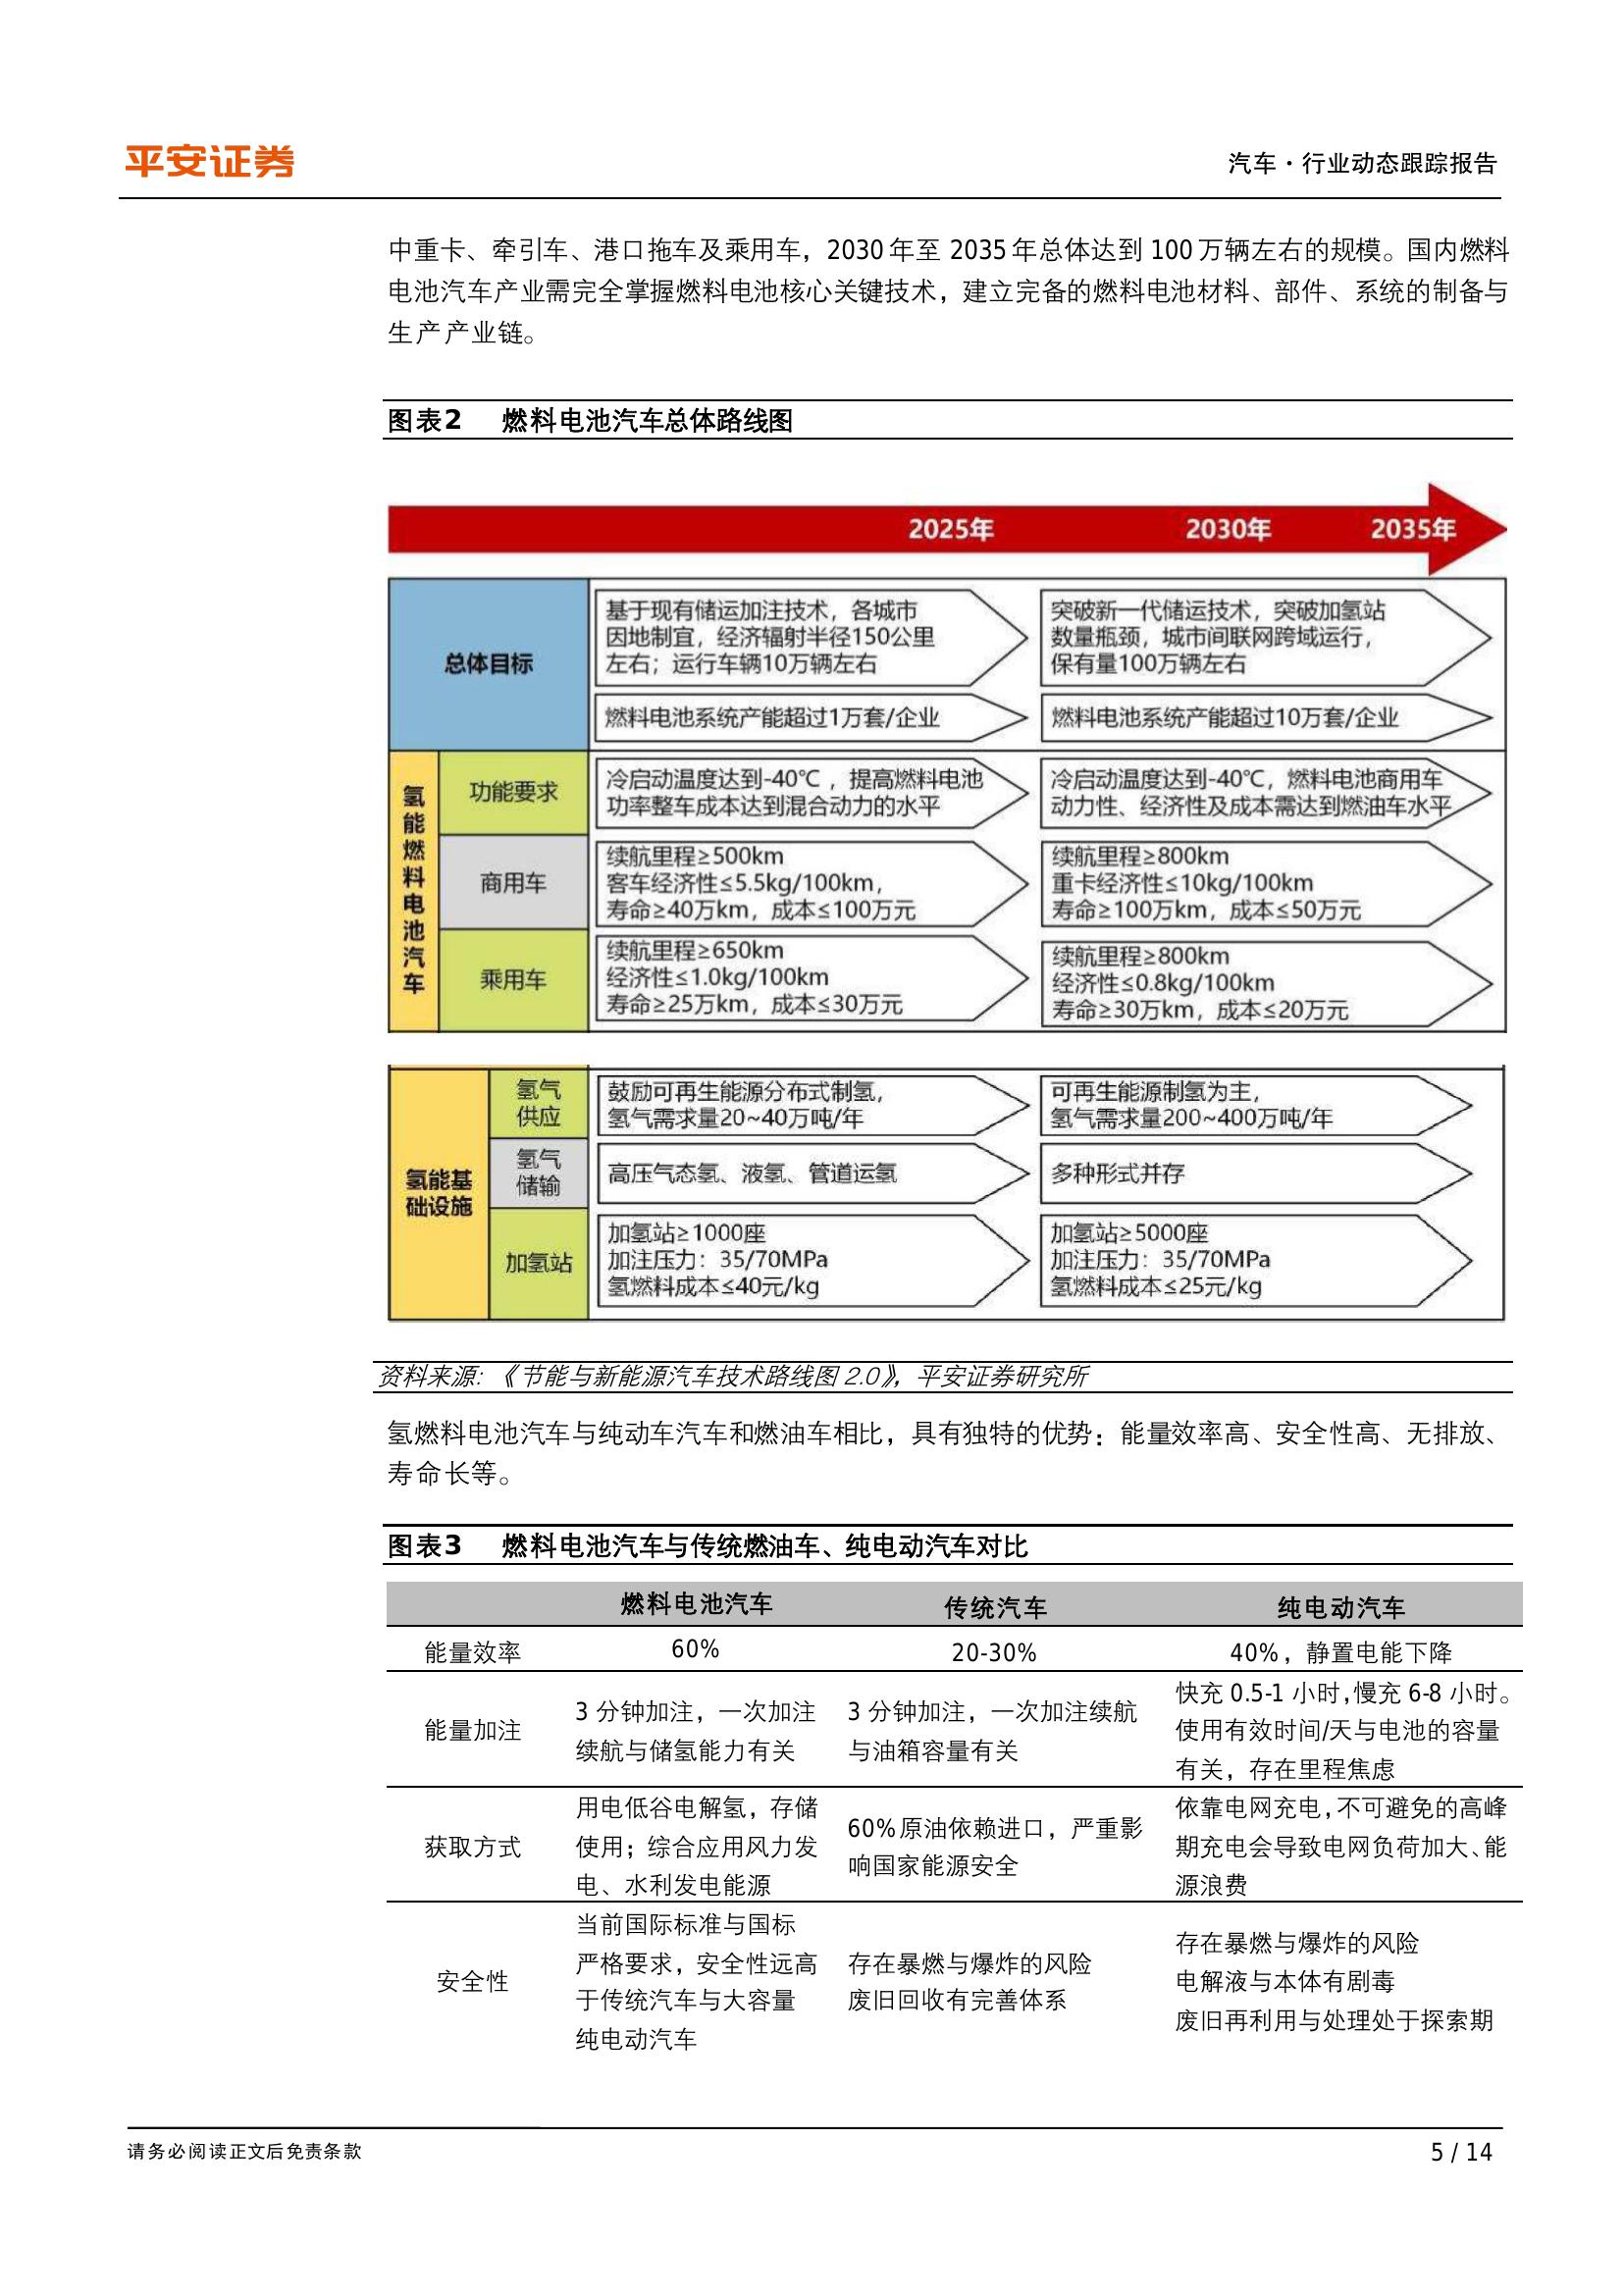 平安证券
汽车·行业动态跟踪报告
中重卡、牵引车、港口拖车及乘用车，2030年至 2035年总体达到 100万辆左右的规模。国内燃料
电池汽车产业需完全掌握燃料电池核心关键技术，建立完备的燃料电池材料、部件、系统的制备与
生产产业链。
图表2 燃料电池汽车总体路线图
2025年 2030年 2035年
总体目标
基于现有储运加注技术，各城市
因地制宜，经济辐射半径150公里
左右；运行车辆10万辆左右
突破新一代储运技术，突破加氢站
数量瓶颈，城市间联网跨域运行，
保有量100万辆左右
燃料电池系统产能超过1万套/企业
燃料电池系统产能超过10万套/企业
氢能燃料电池汽车
功能要求
冷启动温度达到-40℃ ，提高燃料电池
功率整车成本达到混合动力的水平
冷启动温度达到-40℃，燃料电池商用车
动力性、经济性及成本需达到燃油车水平
商用车
续航里程≥500km
客车经济性≤5.5kg/100km，
寿命≥40万km，成本≤100万元
续航里程≥800km
重卡经济性≤10kg/100km
寿命≥100万km，成本≤50万元
乘用车
续航里程≥650km
经济性≤1.0kg/100km
寿命≥25万km，成本≤30万元
续航里程≥800km
经济性≤0.8kg/100km
寿命≥30万km，成本≤20万元
氢能基
础设施
氢气
供应
鼓励可再生能源分布式制氢，
氢气需求量20~40万吨/年
可再生能源制氢为主，
氢气需求量200~400万吨/年
氢气
储输
高压气态氢、液氢、管道运氢
多种形式并存
加氢站
加氢站≥1000座
加注压力：35/70MPa
氢燃料成本≤40元/kg
加氢站≥5000座
加注压力：35/70MPa
氢燃料成本≤25元/kg
资料来源：《节能与新能源汽车技术路线图 2.0》，平安证券研究所
氢燃料电池汽车与纯动车汽车和燃油车相比，具有独特的优势：能量效率高、安全性高、无排放、
寿命长等。
图表3 燃料电池汽车与传统燃油车、纯电动汽车对比
燃料电池汽车 传统汽车 纯电动汽车
能量效率 60% 20-30% 40%，静置电能下降
能量加注
3 分钟加注，一次加注
续航与储氢能力有关
3 分钟加注，一次加注续航
与油箱容量有关
快充 0.5-1 小时，慢充 6-8 小时。
使用有效时间/天与电池的容量
有关，存在里程焦虑
获取方式
用电低谷电解氢，存储
使用；综合应用风力发
电、水利发电能源
60%原油依赖进口，严重影
响国家能源安全
依靠电网充电，不可避免的高峰
期充电会导致电网负荷加大、能
源浪费
安全性
当前国际标准与国标
严格要求，安全性远高
于传统汽车与大容量
纯电动汽车
存在暴燃与爆炸的风险
废旧回收有完善体系
存在暴燃与爆炸的风险
电解液与本体有剧毒
废旧再利用与处理处于探索期
请务必阅读正文后免责条款
5 / 14